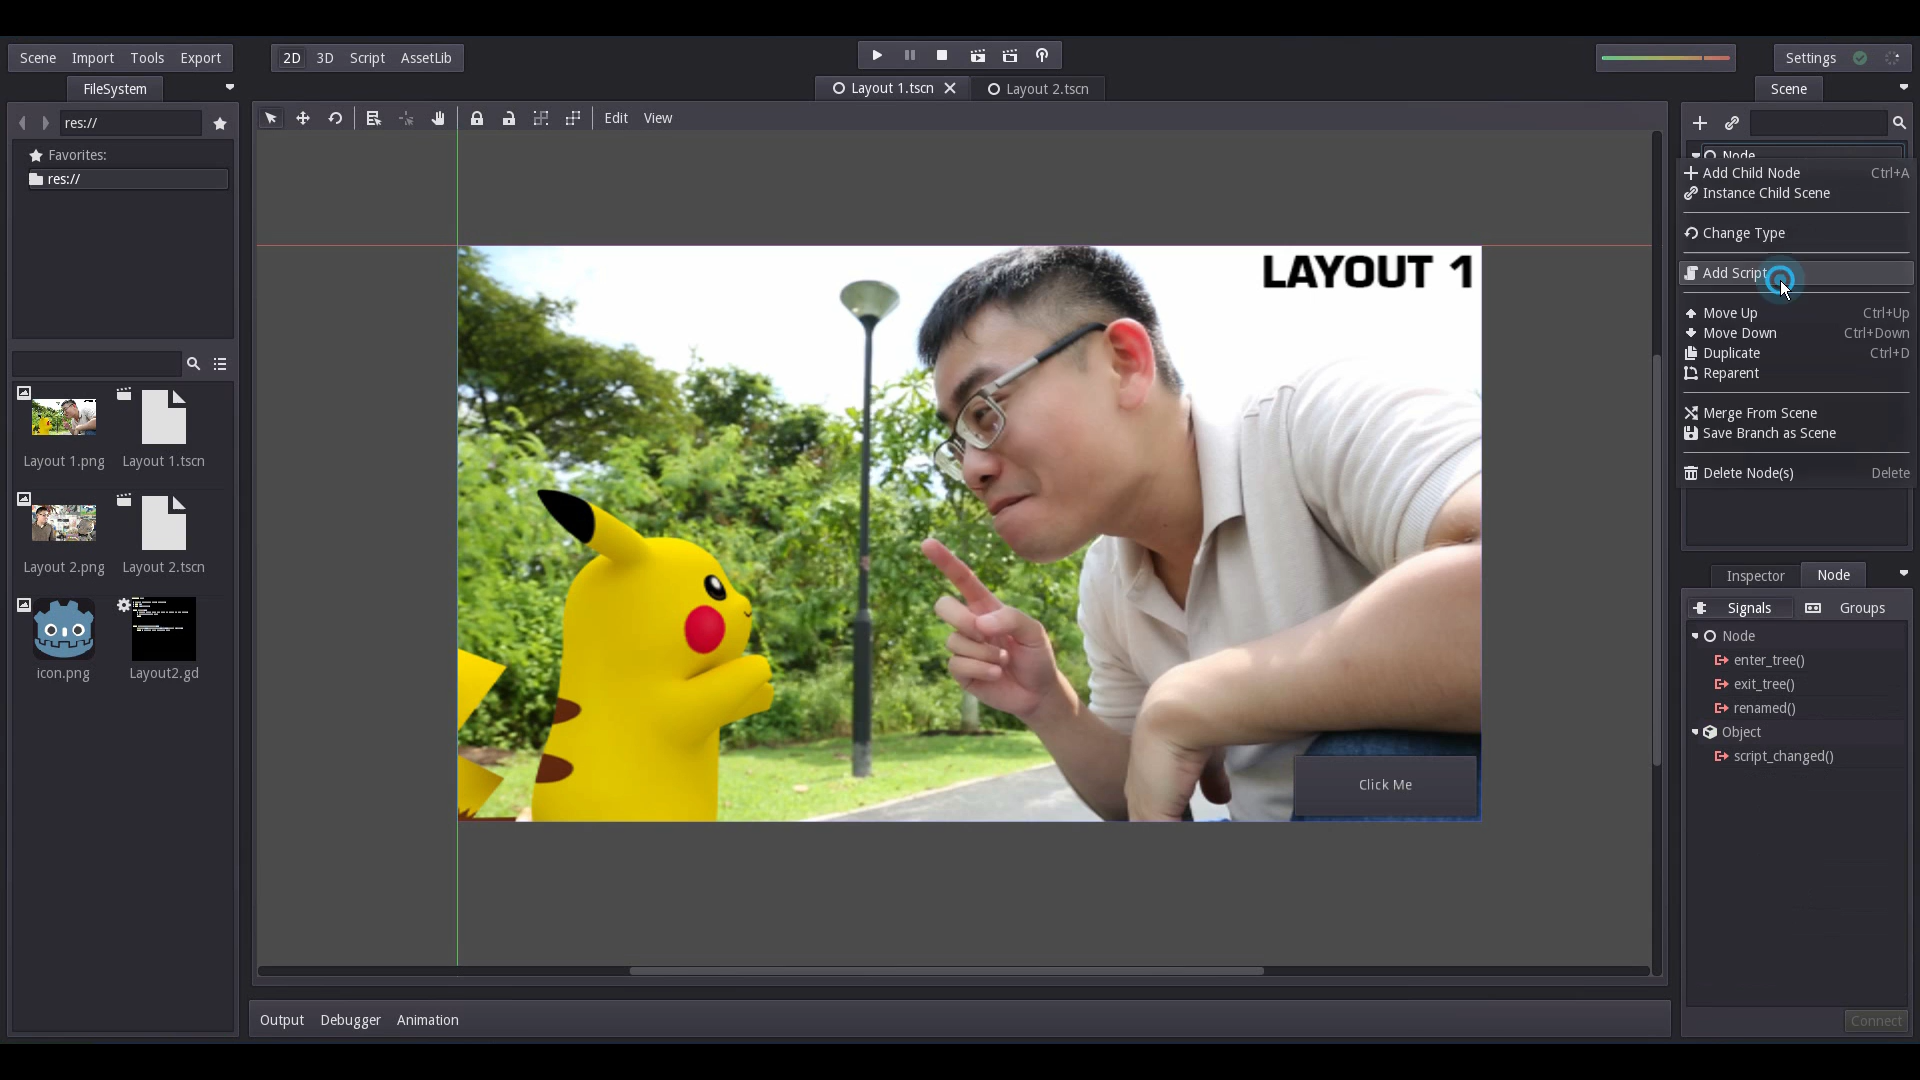 Scene Import Tools Export
2D 3D Script AssetLib
Settings
FileSystem
Layout 1.tscn
Layout 2.tscn
Scene
res://
Edit View
Favorites:
res://
Node
Add Child Node Ctrl+A
Instance Child Scene
Change Type
Add Script
Move Up Ctrl+Up
Move Down Ctrl+Down
Duplicate Ctrl+D
Reparent
Merge From Scene
Save Branch as Scene
Delete Node(s) Delete
LAYOUT 1
Click Me
Layout 1.png Layout 1.tscn
Layout 2.png Layout 2.tscn
icon.png Layout2.gd
Inspector Node
Signals Groups
Node
enter_tree()
exit_tree()
renamed()
Object
script_changed()
Connect
Output Debugger Animation